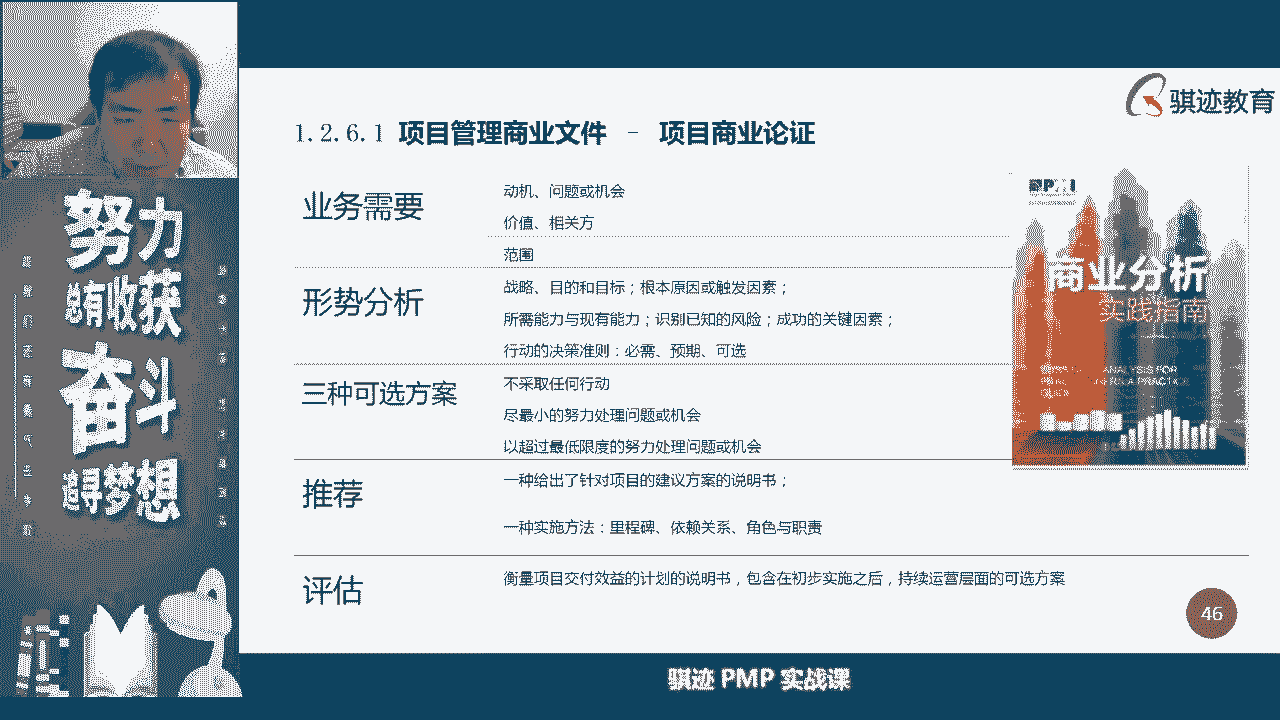 骐迹教育
1.2.6.1 项目管理商业文件 - 项目商业论证
业务需要
动机、问题或机会
价值、相关方
范围
形势分析
战略、目的和目标；根本原因或触发因素；
所需能力与现有能力；识别已知的风险；成功的关键因素；
行动的决策准则：必需、预期、可选
三种可选方案
不采取任何行动
尽最小的努力处理问题或机会
以超过最低限度的努力处理问题或机会
推荐
一种给出了针对项目的建议方案的说明书；
一种实施方法：里程碑、依赖关系、角色与职责
评估
衡量项目交付效益的计划的说明书，包含在初步实施之后，持续运营层面的可选方案
商业分析
实践指南
46
骐迹 PMP 实战课
努力
总有收获
奋斗
追寻梦想